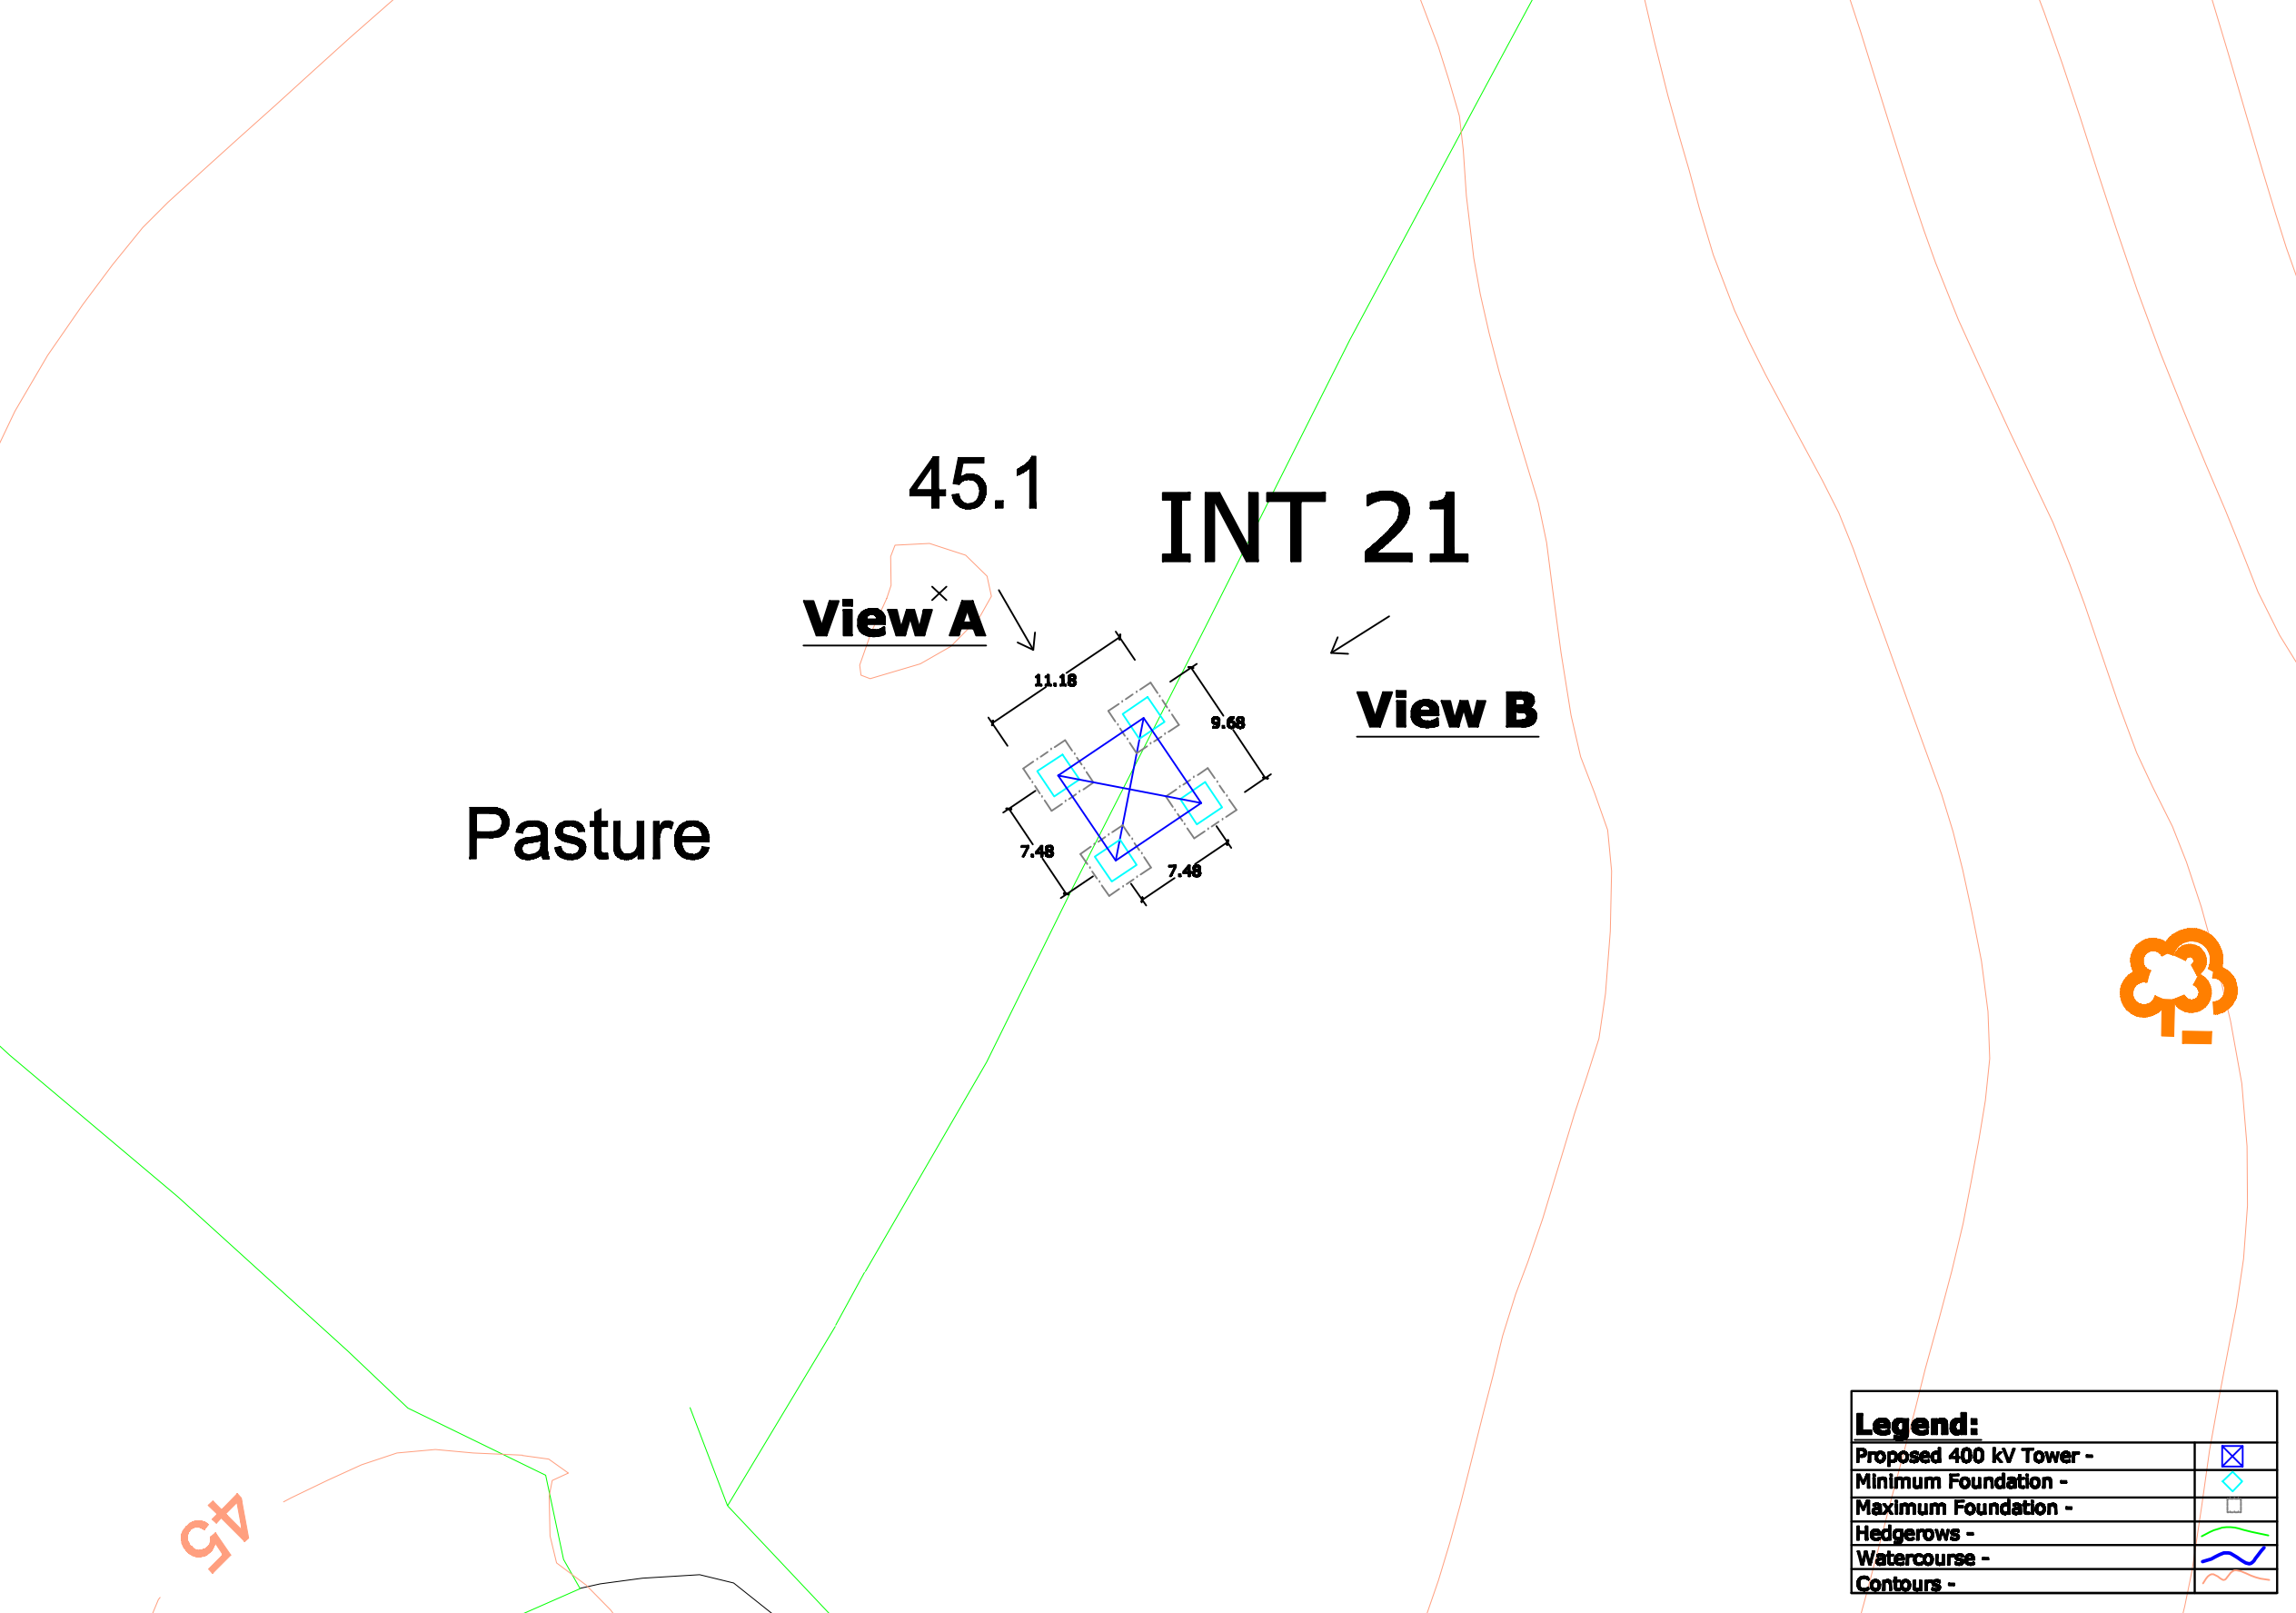 45.1
INT 21
View A
11.18
View B
9.68
Pasture
7.48
7.48
Legend:
Proposed 400 kV Tower -
Minimum Foundation -
Maximum Foundation -
Hedgerows -
Watercourse -
Contours -
45